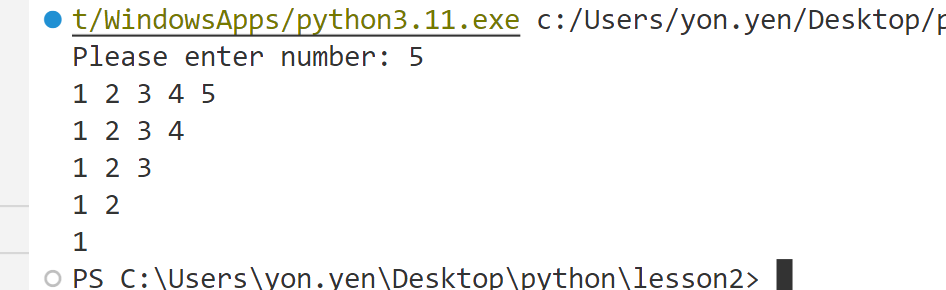 t/WindowsApps/python3.11.exe c:/Users/yon.yen/Desktop/p
Please enter number: 5
1 2 3 4 5
1 2 3 4
1 2 3
1 2
1
PS C:\Users\yon.yen\Desktop\python\lesson2>